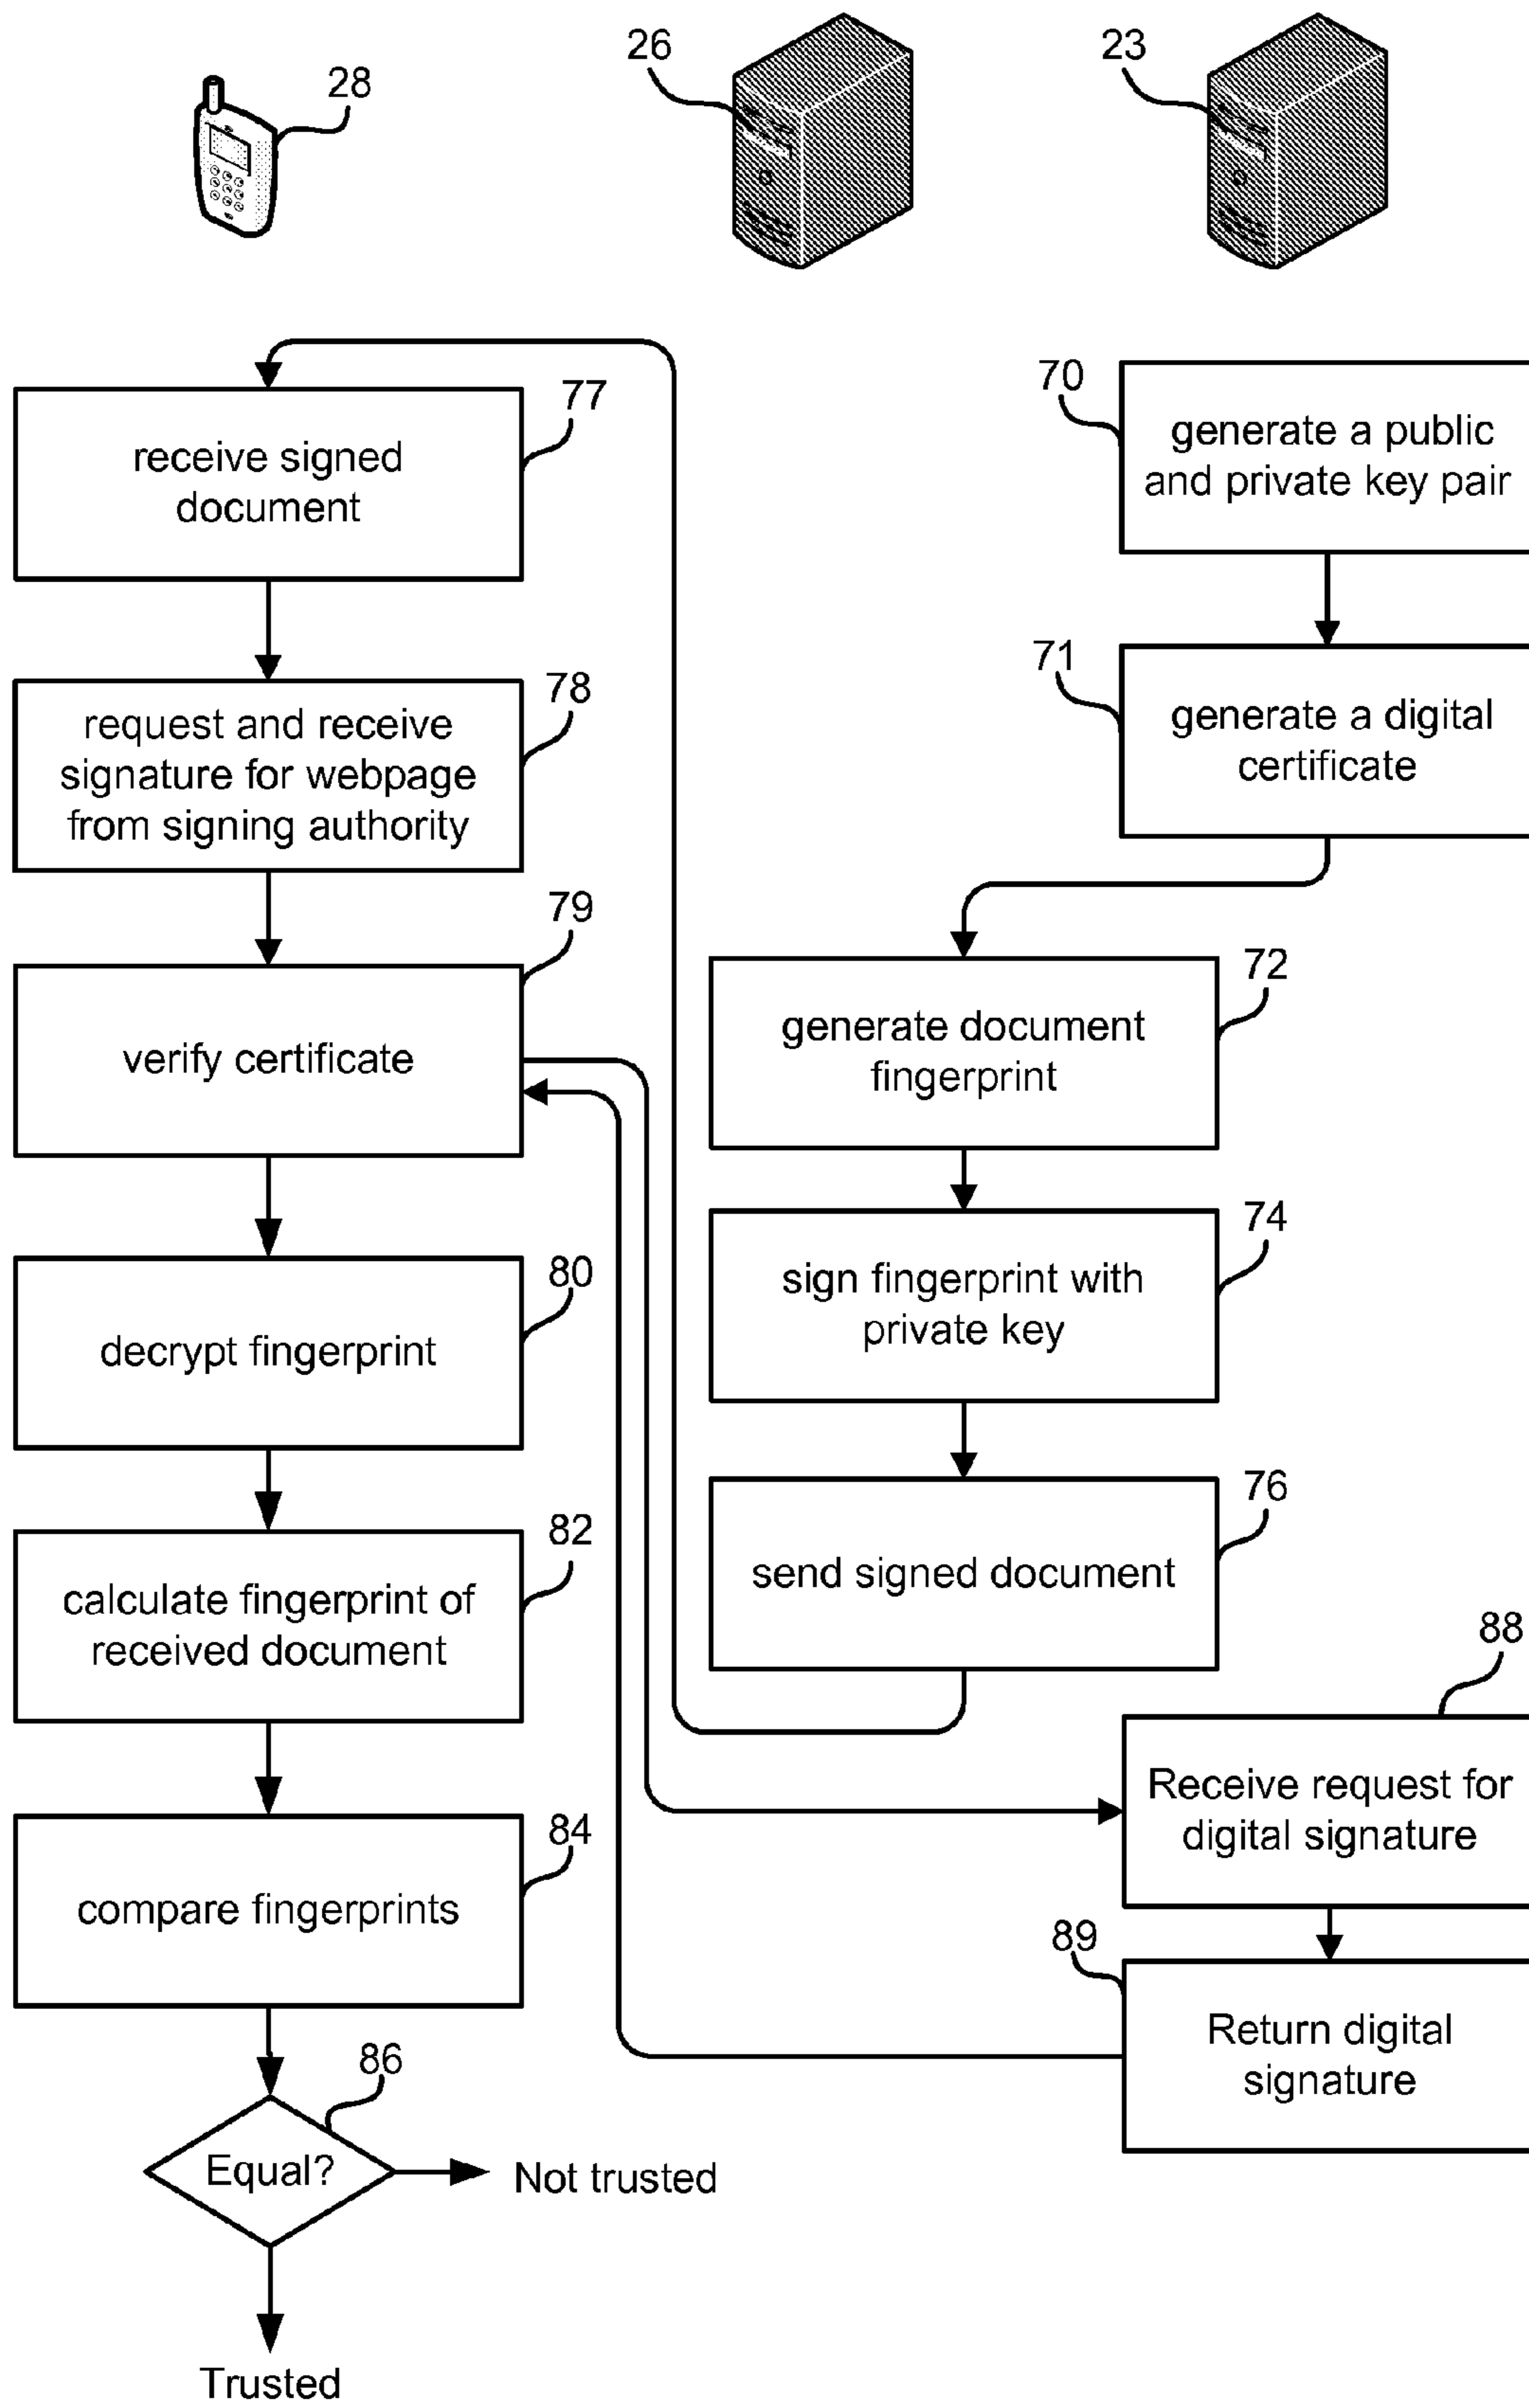 28
26
23
77
receive signed
document
78
request and receive
signature for webpage
from signing authority
79
verify certificate
80
decrypt fingerprint
82
calculate fingerprint of
received document
84
compare fingerprints
86
Equal?
Not trusted
Trusted
70
generate a public
and private key pair
71
generate a digital
certificate
72
generate document
fingerprint
74
sign fingerprint with
private key
76
send signed document
88
Receive request for
digital signature
89
Return digital
signature